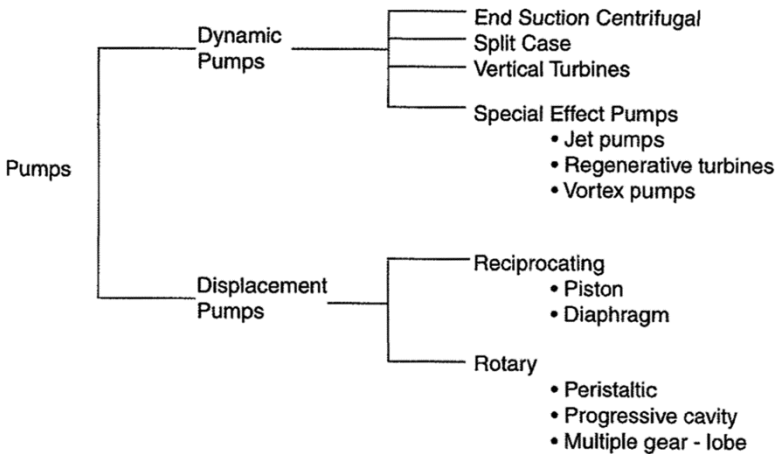 Pumps
Dynamic
Pumps
End Suction Centrifugal
Split Case
Vertical Turbines
Special Effect Pumps
• Jet pumps
• Regenerative turbines
• Vortex pumps
Displacement
Pumps
Reciprocating
• Piston
• Diaphragm
Rotary
• Peristaltic
• Progressive cavity
• Multiple gear - lobe